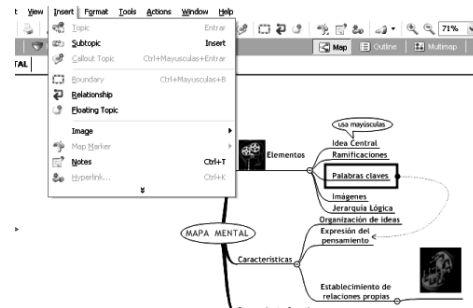 t View Insert Format Tools Actions Window Help
71%
Map Outline Multimap
TAL
Topic Entrar
Subtopic Insert
Callout Topic Ctrl+Mayusculas+Entrar
Boundary Ctrl+Mayusculas+B
Relationship
Floating Topic
Image
Map Marker
Notes Ctrl+T
Hyperlink... Ctrl+K
usa mayúsculas
Elementos
Idea Central
Ramificaciones
Palabras claves
Imágenes
Jerarquía Lógica
MAPA MENTAL
Características
Organización de ideas
Expresión del
pensamiento
Establecimiento de
relaciones propias